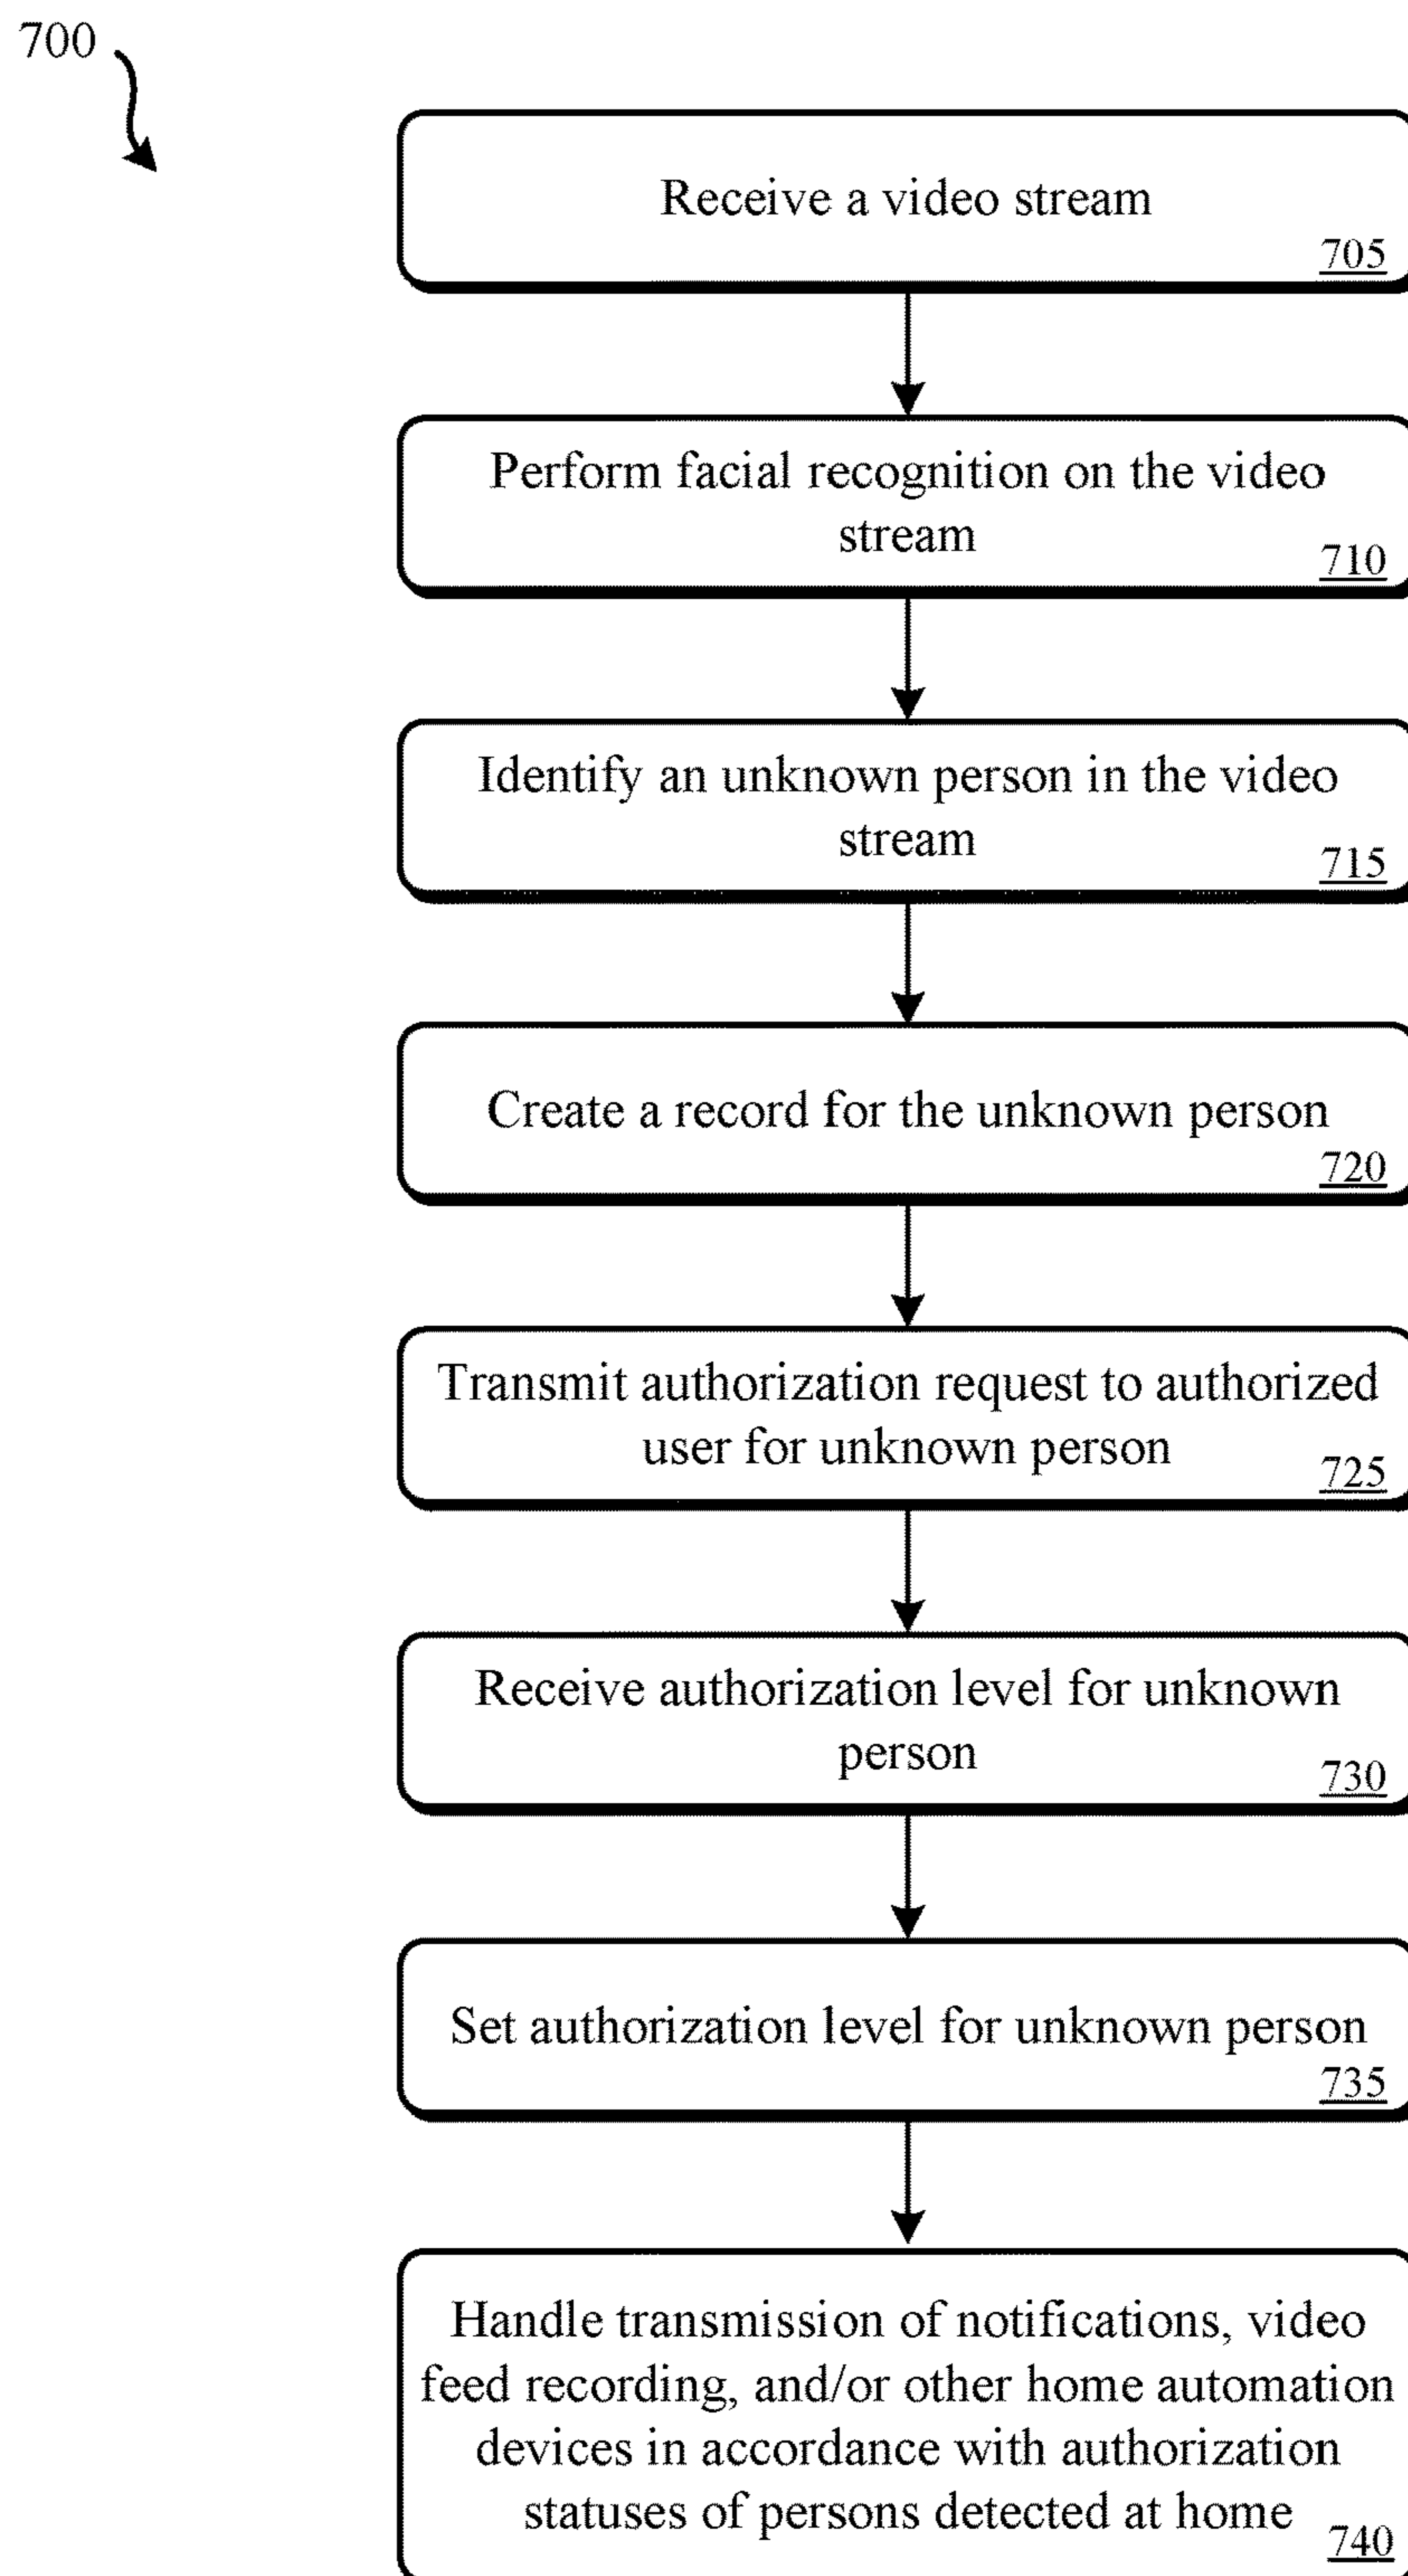 700
Receive a video stream
705
Perform facial recognition on the video
stream
710
Identify an unknown person in the video
stream
715
Create a record for the unknown person
720
Transmit authorization request to authorized
user for unknown person
725
Receive authorization level for unknown
person
730
Set authorization level for unknown person
735
Handle transmission of notifications, video
feed recording, and/or other home automation
devices in accordance with authorization
statuses of persons detected at home
740